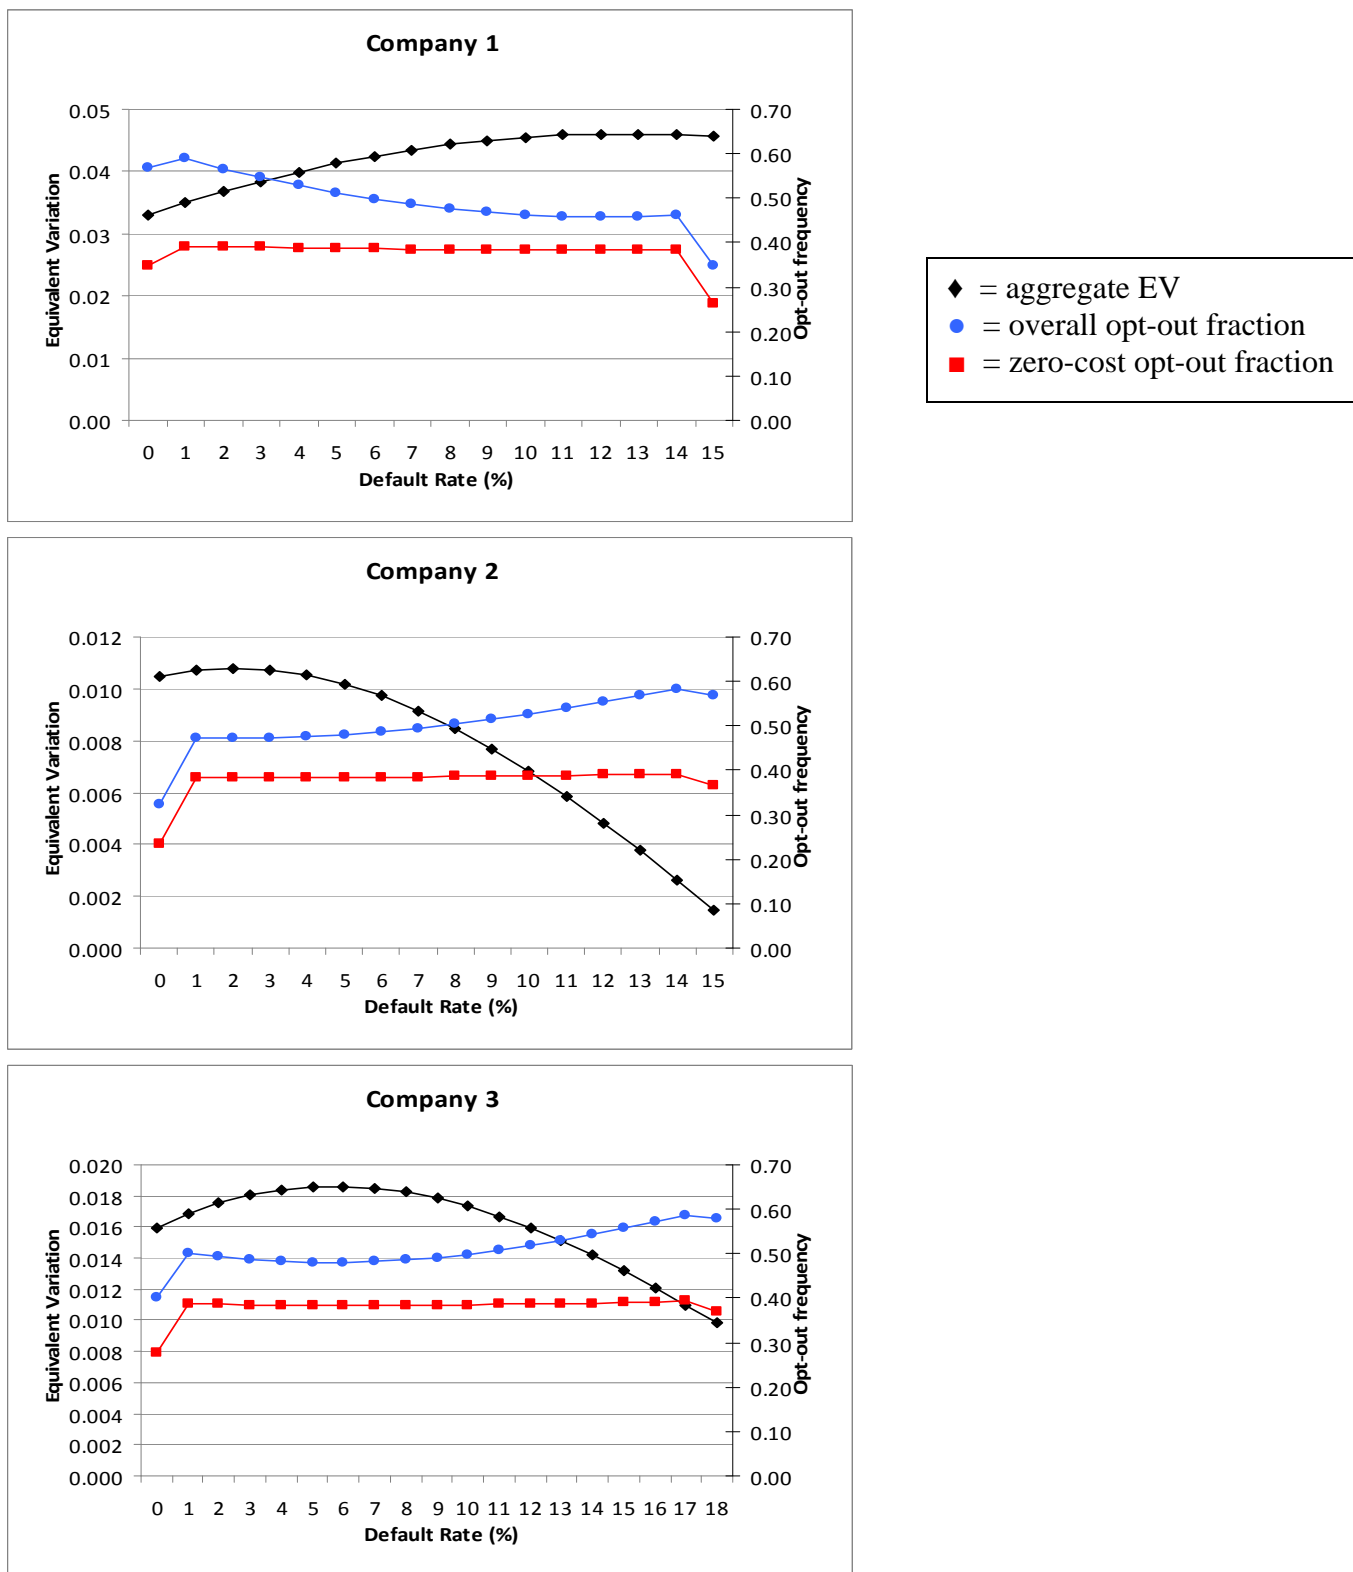 Company 1
Equivalent Variation
0.05
0.04
0.03
0.02
0.01
0.00
0.70
0.60
0.50
0.40
0.30
0.20
0.10
0.00
Opt-out frequency
0 1 2 3 4 5 6 7 8 9 10 11 12 13 14 15
Default Rate (%)
= aggregate EV
= overall opt-out fraction
= zero-cost opt-out fraction
Company 2
Equivalent Variation
0.012
0.010
0.008
0.006
0.004
0.002
0.000
0.70
0.60
0.50
0.40
0.30
0.20
0.10
0.00
Opt-out frequency
0 1 2 3 4 5 6 7 8 9 10 11 12 13 14 15
Default Rate (%)
Company 3
Equivalent Variation
0.020
0.018
0.016
0.014
0.012
0.010
0.008
0.006
0.004
0.002
0.000
0.70
0.60
0.50
0.40
0.30
0.20
0.10
0.00
Opt-out frequency
0 1 2 3 4 5 6 7 8 9 10 11 12 13 14 15 16 17 18
Default Rate (%)